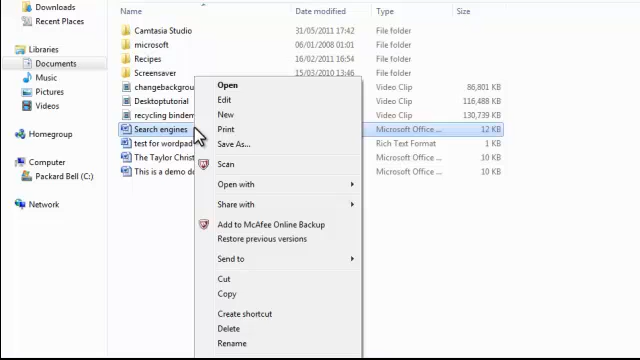 Downloads
Recent Places
Libraries
Documents
Music
Pictures
Videos
Homegroup
Computer
Packard Bell (C:)
Network
Name Date modified Type Size
Camtasia Studio 31/05/2011 17:42 File folder
microsoft 06/01/2008 01:01 File folder
Recipes 16/02/2011 16:54 File folder
Screensaver 15/03/2010 13:46 File folder
changebackgrou Video Clip 86,801 KB
Desktoptutorial Video Clip 116,488 KB
recycling bindem Video Clip 130,739 KB
Search engines Microsoft Office ... 12 KB
test for wordpad Rich Text Format 1 KB
The Taylor Christ Microsoft Office ... 10 KB
This is a demo do Microsoft Office ... 10 KB
Open
Edit
New
Print
Save As...
Scan
Open with
Share with
Add to McAfee Online Backup
Restore previous versions
Send to
Cut
Copy
Create shortcut
Delete
Rename